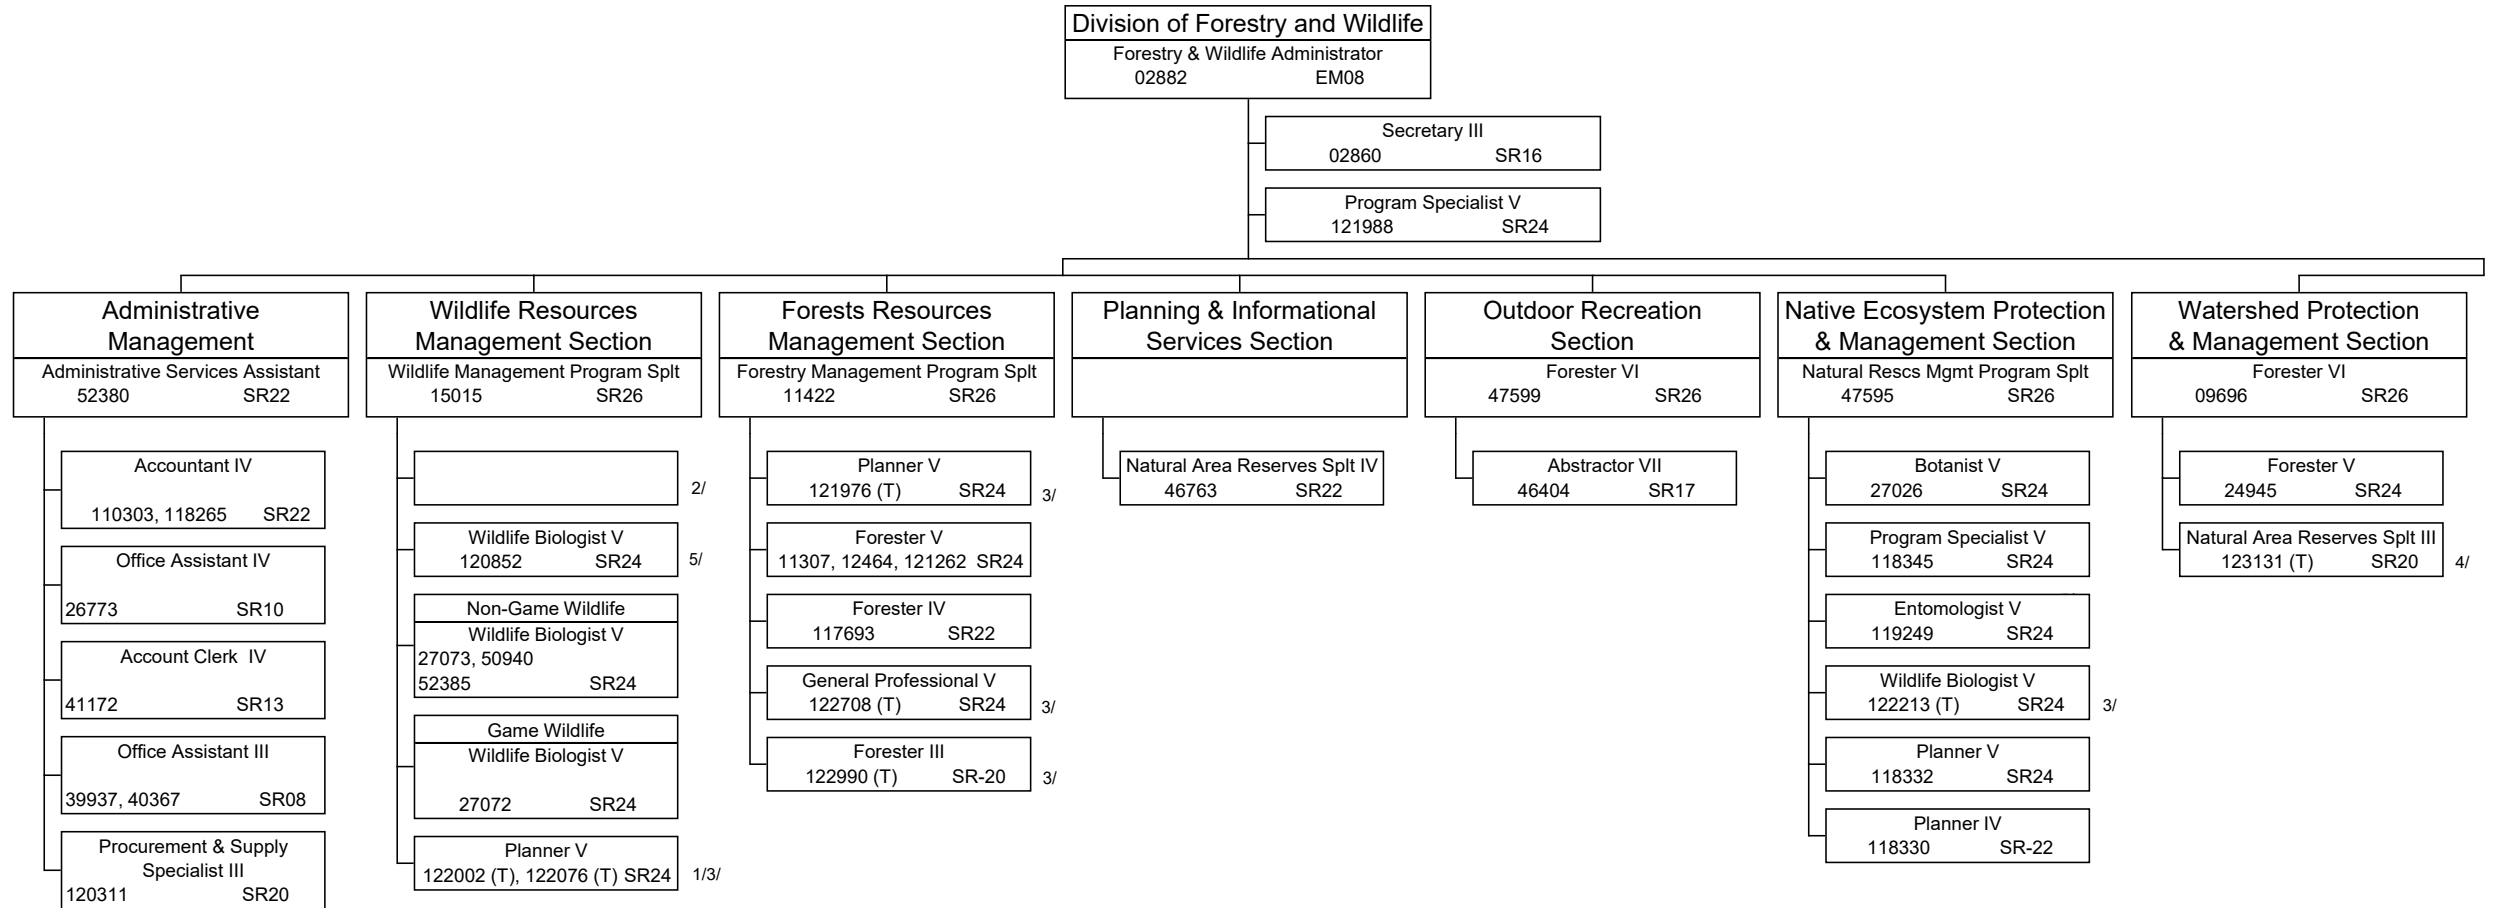 Division of Forestry and Wildlife
Forestry & Wildlife Administrator
02882 EM08
Secretary III
02860 SR16
Program Specialist V
121988 SR24
Administrative
Management
Administrative Services Assistant
52380 SR22
Accountant IV
110303, 118265 SR22
Office Assistant IV
26773 SR10
Account Clerk IV
41172 SR13
Office Assistant III
39937, 40367 SR08
Procurement & Supply
Specialist III
120311 SR20
Wildlife Resources
Management Section
Wildlife Management Program Splt
15015 SR26
2/
Wildlife Biologist V
120852 SR24 5/
Non-Game Wildlife
Wildlife Biologist V
27073, 50940
52385 SR24
Game Wildlife
Wildlife Biologist V
27072 SR24
Planner V
122002 (T), 122076 (T) SR24 1/3/
Forests Resources
Management Section
Forestry Management Program Splt
11422 SR26
Planner V
121976 (T) SR24 3/
Forester V
11307, 12464, 121262 SR24
Forester IV
117693 SR22
General Professional V
122708 (T) SR24 3/
Forester III
122990 (T) SR-20 3/
Planning & Informational
Services Section
Natural Area Reserves Splt IV
46763 SR22
Outdoor Recreation
Section
Forester VI
47599 SR26
Abstractor VII
46404 SR17
Native Ecosystem Protection
& Management Section
Natural Rescs Mgmt Program Splt
47595 SR26
Botanist V
27026 SR24
Program Specialist V
118345 SR24
Entomologist V
119249 SR24
Wildlife Biologist V
122213 (T) SR24 3/
Planner V
118332 SR24
Planner IV
118330 SR-22
Watershed Protection
& Management Section
Forester VI
09696 SR26
Forester V
24945 SR24
Natural Area Reserves Splt III
123131 (T) SR20 4/